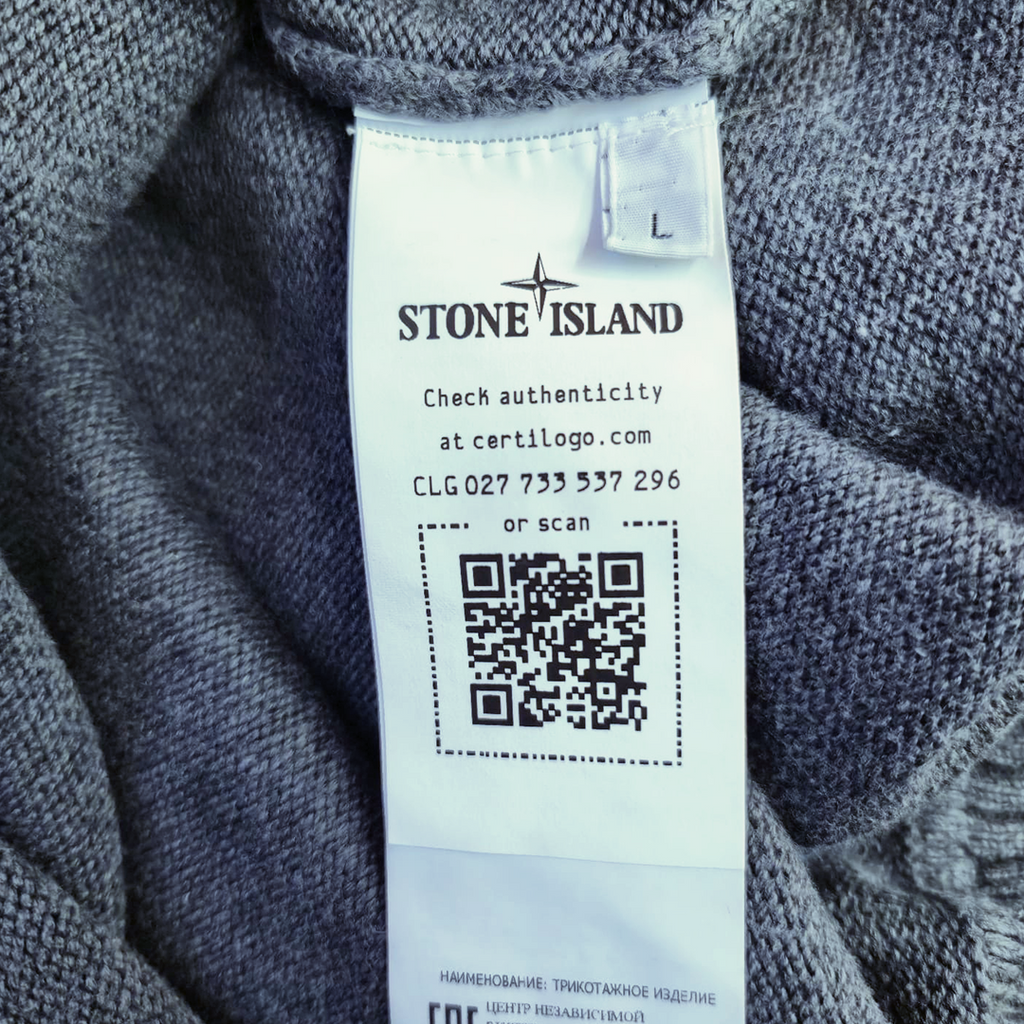 L
STONE ISLAND
Check authenticity
at certilogo.com
CLG 027 733 537 296
or scan
НАИМЕНОВАНИЕ: ТРИКОТАЖНОЕ ИЗДЕЛИЕ
ЦЕНТР НЕЗАВИСИМОЙ